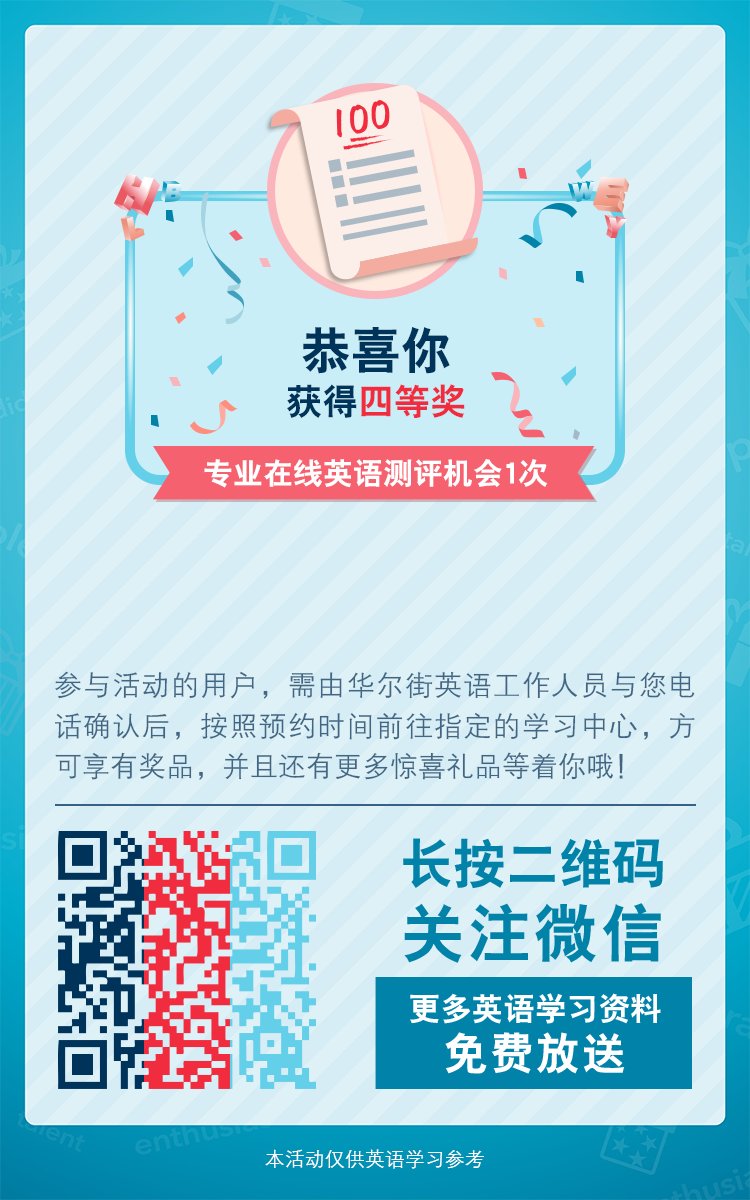 100
H
E
Y
W
E
Y
恭喜你
获得四等奖
专业在线英语测评机会1次
参与活动的用户，需由华尔街英语工作人员与您电
话确认后，按照预约时间前往指定的学习中心，方
可享有奖品，并且还有更多惊喜礼品等着你哦！
长按二维码
关注微信
更多英语学习资料
免费放送
talent
enthusi
本活动仅供英语学习参考